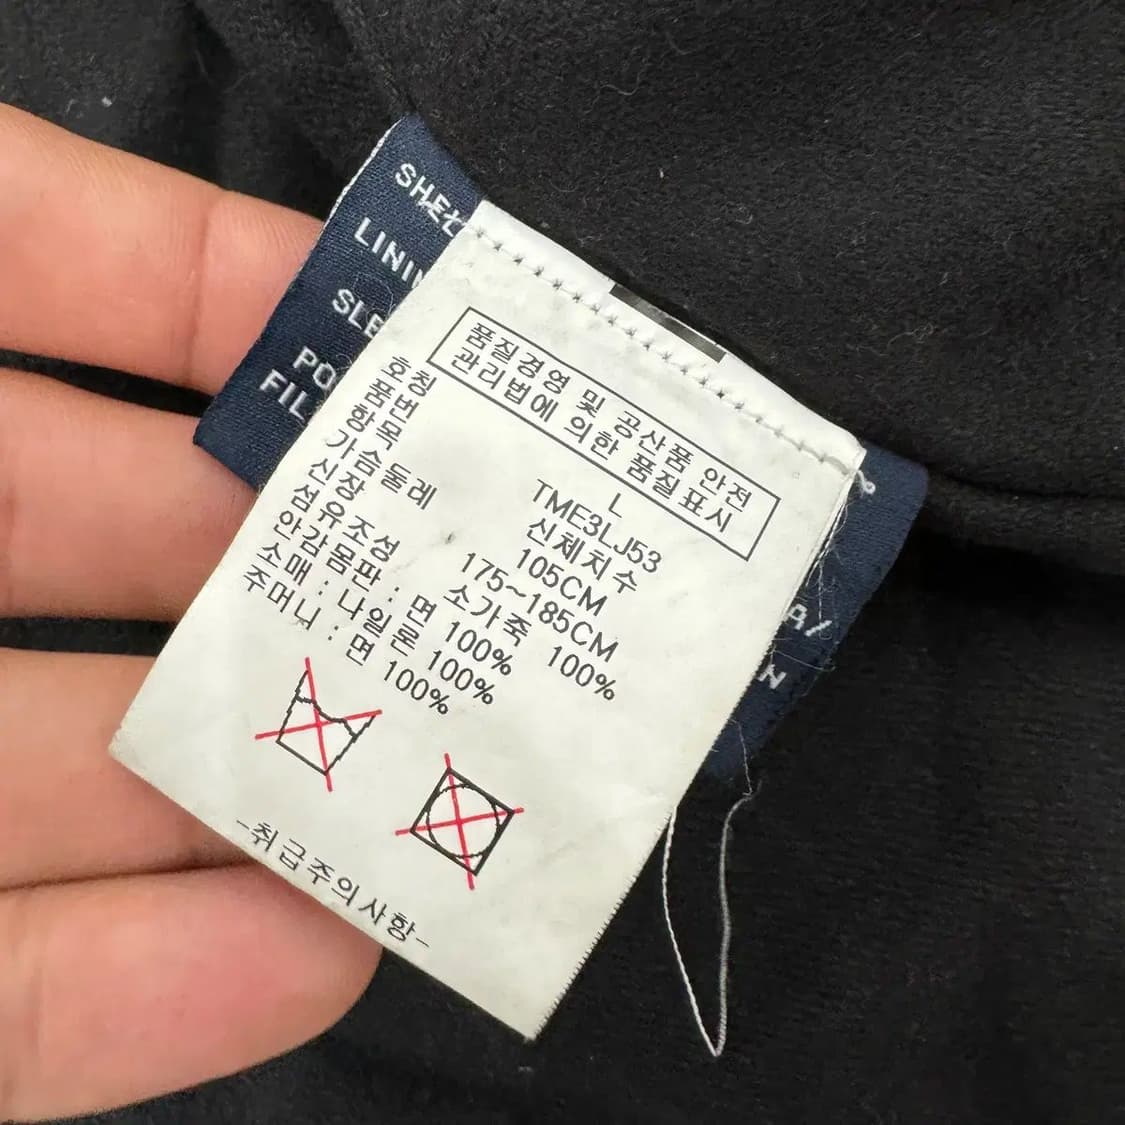 품질경영 및 공산품 안전
관리법에 의한 품질표시
호칭 L
품번 TME3LJ53
항목 신체치수
가슴둘레 105CM
신장 175~185CM
섬유조성 소가죽 100%
안감몸판 : 면 100%
소매 : 나일론 100%
주머니 : 면 100%
-취급주의사항-